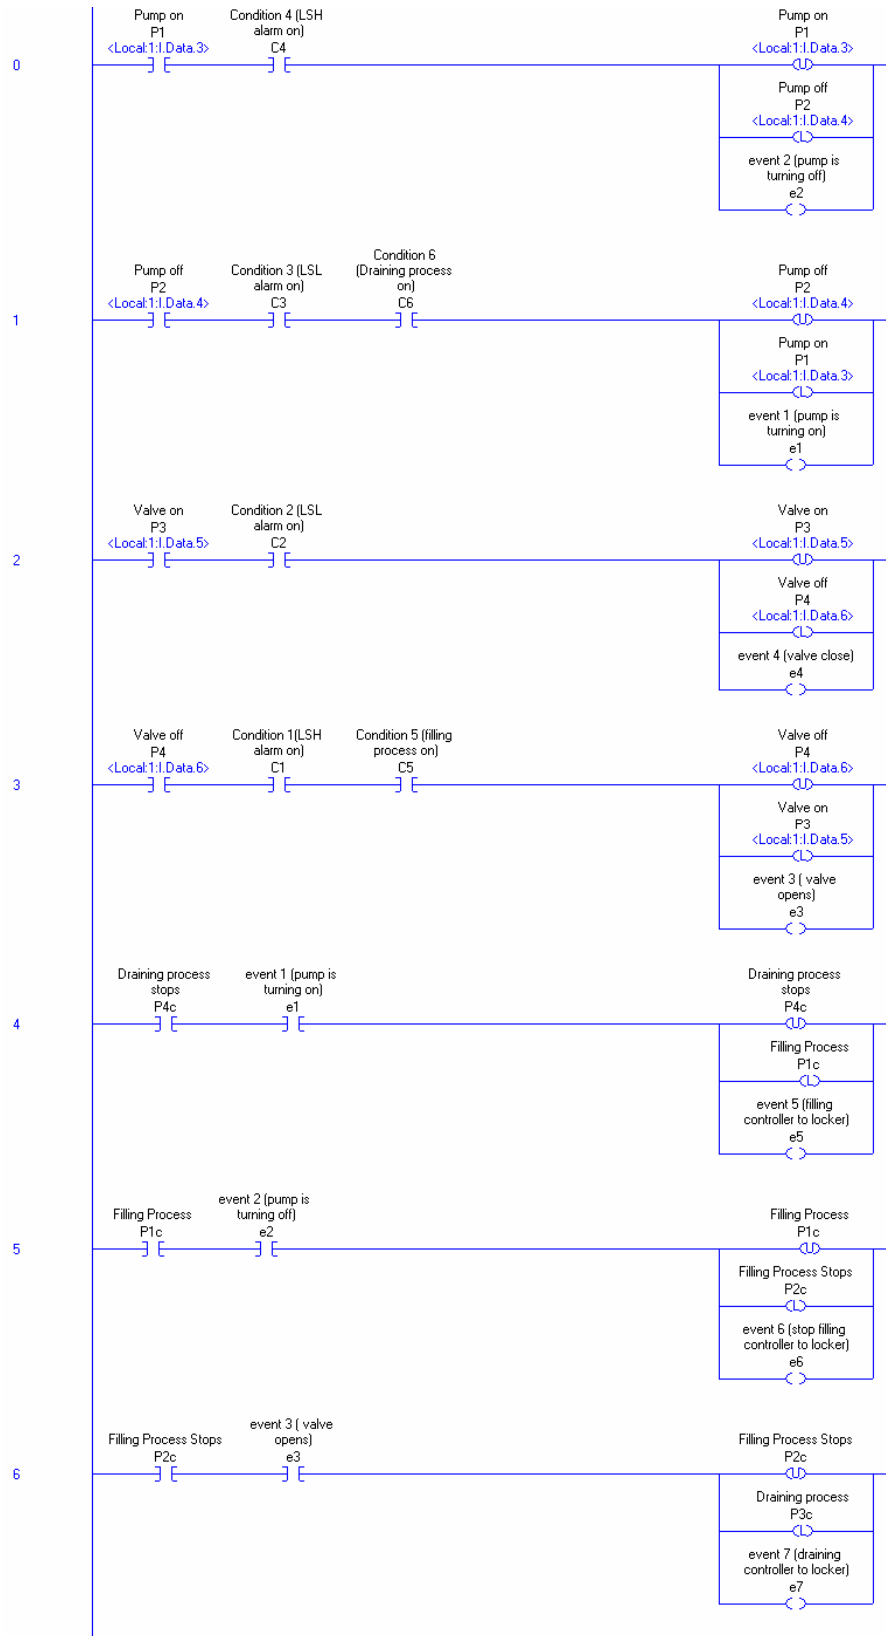 Pump on
P1
<Local:1:I.Data.3>
Condition 4 (LSH
alarm on)
C4
Pump on
P1
<Local:1:I.Data.3>
U
0
Pump off
P2
<Local:1:I.Data.4>
L
event 2 (pump is
turning off)
e2
Pump off
P2
<Local:1:I.Data.4>
Condition 3 (LSL
alarm on)
C3
Condition 6
(Draining process
on)
C6
Pump off
P2
<Local:1:I.Data.4>
U
1
Pump on
P1
<Local:1:I.Data.3>
L
event 1 (pump is
turning on)
e1
Valve on
P3
<Local:1:I.Data.5>
Condition 2 (LSL
alarm on)
C2
Valve on
P3
<Local:1:I.Data.5>
U
2
Valve off
P4
<Local:1:I.Data.6>
L
event 4 (valve close)
e4
Valve off
P4
<Local:1:I.Data.6>
Condition 1(LSH
alarm on)
C1
Condition 5 (filling
process on)
C5
Valve off
P4
<Local:1:I.Data.6>
U
3
Valve on
P3
<Local:1:I.Data.5>
L
event 3 ( valve
opens)
e3
Draining process
stops
P4c
event 1 (pump is
turning on)
e1
Draining process
stops
P4c
U
4
Filling Process
P1c
L
event 5 (filling
controller to locker)
e5
Filling Process
P1c
event 2 (pump is
turning off)
e2
Filling Process
P1c
U
5
Filling Process Stops
P2c
L
event 6 (stop filling
controller to locker)
e6
Filling Process Stops
P2c
event 3 ( valve
opens)
e3
Filling Process Stops
P2c
U
6
Draining process
P3c
L
event 7 (draining
controller to locker)
e7